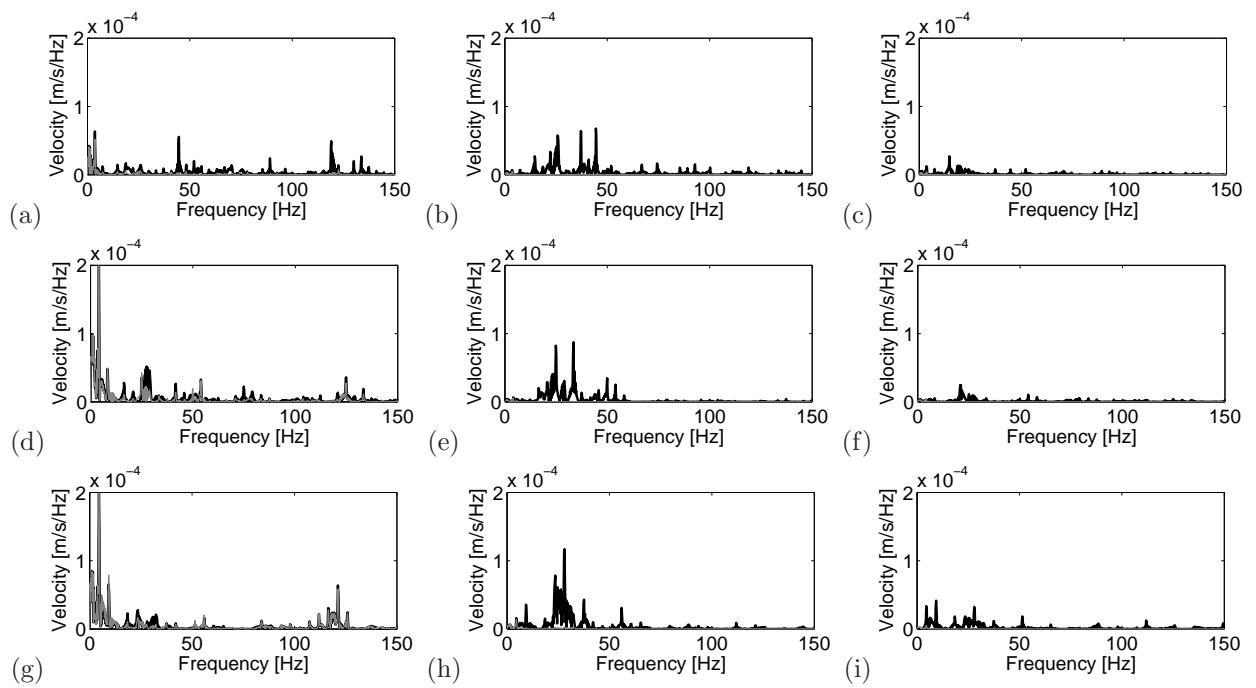 x 10⁻⁴ x 10⁻⁴ x 10⁻⁴
Velocity [m/s/Hz] 2 1 0 Velocity [m/s/Hz] 2 1 0 Velocity [m/s/Hz] 2 1 0
0 50 100 150 0 50 100 150 0 50 100 150
(a) Frequency [Hz] (b) Frequency [Hz] (c) Frequency [Hz]
x 10⁻⁴ x 10⁻⁴ x 10⁻⁴
Velocity [m/s/Hz] 2 1 0 Velocity [m/s/Hz] 2 1 0 Velocity [m/s/Hz] 2 1 0
0 50 100 150 0 50 100 150 0 50 100 150
(d) Frequency [Hz] (e) Frequency [Hz] (f) Frequency [Hz]
x 10⁻⁴ x 10⁻⁴ x 10⁻⁴
Velocity [m/s/Hz] 2 1 0 Velocity [m/s/Hz] 2 1 0 Velocity [m/s/Hz] 2 1 0
0 50 100 150 0 50 100 150 0 50 100 150
(g) Frequency [Hz] (h) Frequency [Hz] (i) Frequency [Hz]